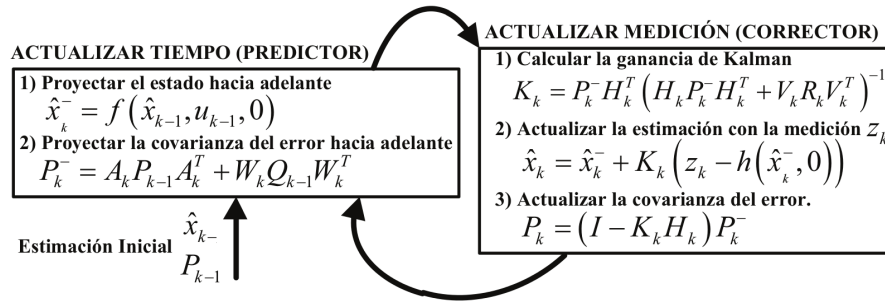 ACTUALIZAR TIEMPO (PREDICTOR)
1) Proyectar el estado hacia adelante
x̂ₖ⁻ = f(x̂ₖ₋₁, uₖ₋₁, 0)
2) Proyectar la covarianza del error hacia adelante
Pₖ⁻ = AₖPₖ₋₁Aₖᵀ + WₖQₖ₋₁Wₖᵀ
Estimación Inicial
x̂ₖ₋
Pₖ₋₁
ACTUALIZAR MEDICIÓN (CORRECTOR)
1) Calcular la ganancia de Kalman
Kₖ = Pₖ⁻Hₖᵀ(HₖPₖ⁻Hₖᵀ + VₖRₖVₖᵀ)⁻¹
2) Actualizar la estimación con la medición zₖ
x̂ₖ = x̂ₖ⁻ + Kₖ(zₖ − h(x̂ₖ⁻, 0))
3) Actualizar la covarianza del error.
Pₖ = (I − KₖHₖ)Pₖ⁻